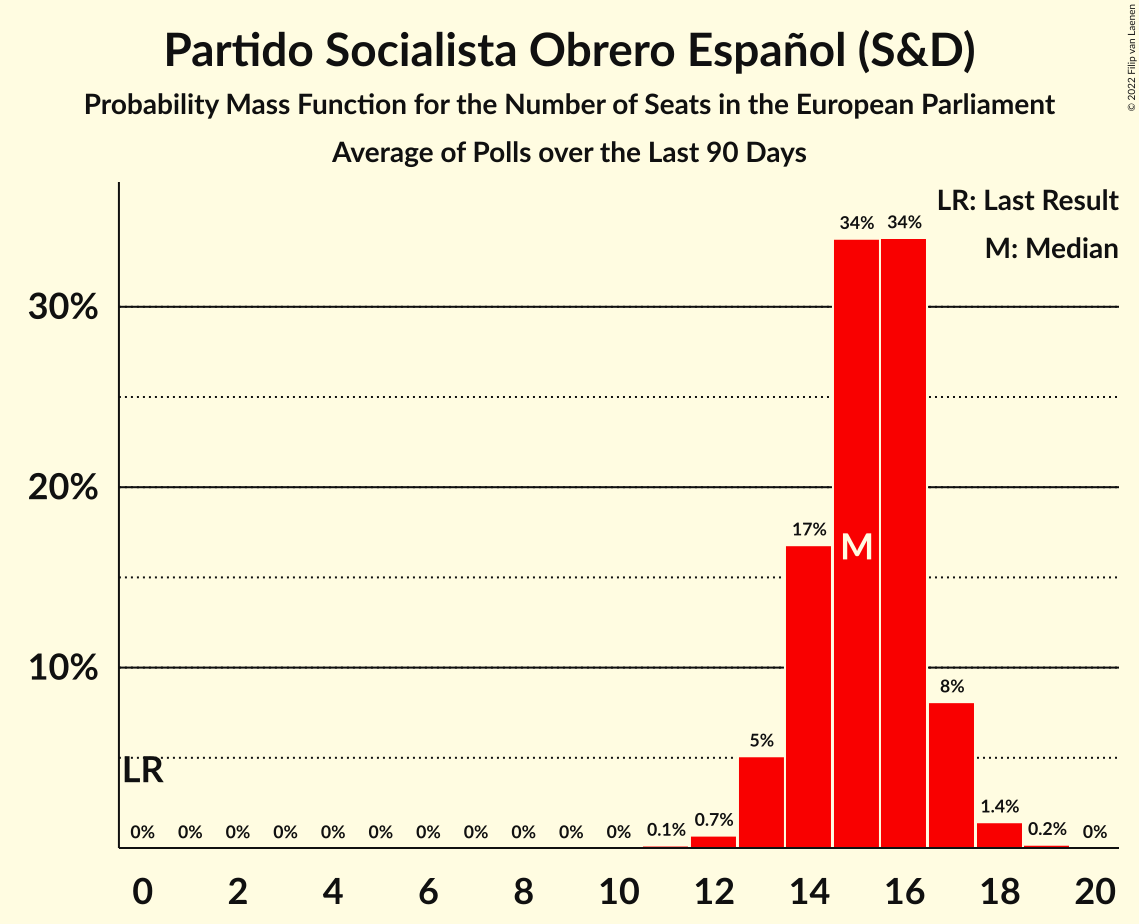 Partido Socialista Obrero Español (S&D)
Probability Mass Function for the Number of Seats in the European Parliament
Average of Polls over the Last 90 Days
© 2022 Filip van Laenen
LR: Last Result
M: Median
34% 34%
30%
20%
17%
M
10%
8%
5%
LR
0% 0% 0% 0% 0% 0% 0% 0% 0% 0% 0% 0.1% 0.7% 1.4% 0.2% 0%
0 2 4 6 8 10 12 14 16 18 20